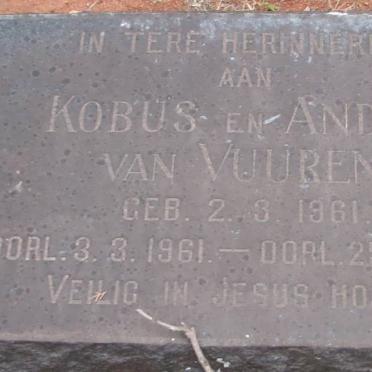 IN TERE HERINNER
AAN
KOBUS EN AND
VAN VUUREN
GEB. 2. 3. 1961.
OORL. 3. 3. 1961. — OORL. 2
VEILIG IN JESUS HO